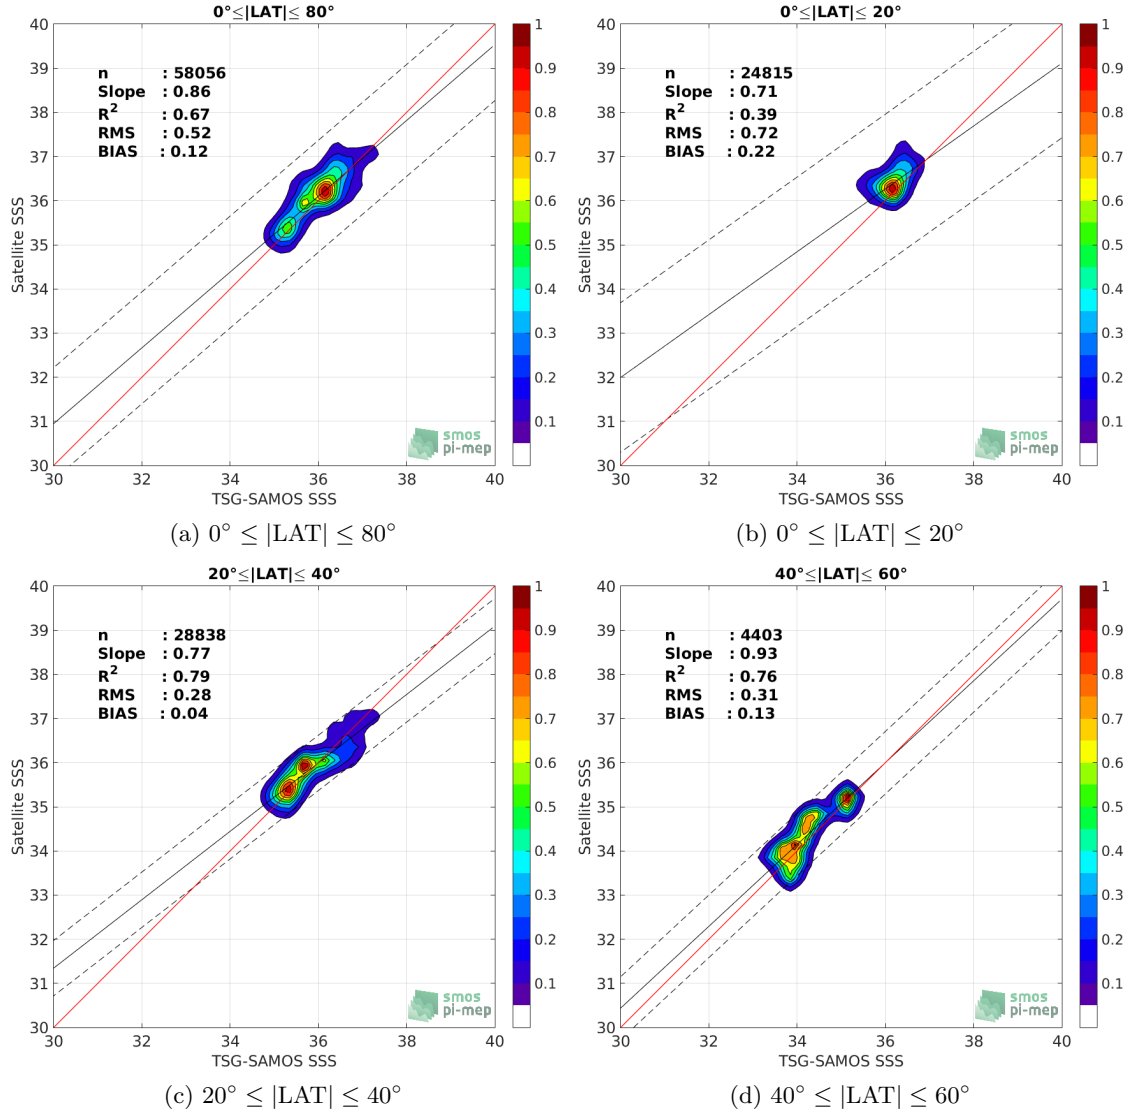 0°≤|LAT|≤ 80°
n : 58056
Slope : 0.86
R² : 0.67
RMS : 0.52
BIAS : 0.12
40
39
38
37
36
35
34
33
32
31
30
Satellite SSS
30 32 34 36 38 40
TSG-SAMOS SSS
smos
pi-mep
1
0.9
0.8
0.7
0.6
0.5
0.4
0.3
0.2
0.1
(a) 0° ≤ |LAT| ≤ 80°
0°≤|LAT|≤ 20°
n : 24815
Slope : 0.71
R² : 0.39
RMS : 0.72
BIAS : 0.22
40
39
38
37
36
35
34
33
32
31
30
Satellite SSS
30 32 34 36 38 40
TSG-SAMOS SSS
smos
pi-mep
1
0.9
0.8
0.7
0.6
0.5
0.4
0.3
0.2
0.1
(b) 0° ≤ |LAT| ≤ 20°
20°≤|LAT|≤ 40°
n : 28838
Slope : 0.77
R² : 0.79
RMS : 0.28
BIAS : 0.04
40
39
38
37
36
35
34
33
32
31
30
Satellite SSS
30 32 34 36 38 40
TSG-SAMOS SSS
smos
pi-mep
1
0.9
0.8
0.7
0.6
0.5
0.4
0.3
0.2
0.1
(c) 20° ≤ |LAT| ≤ 40°
40°≤|LAT|≤ 60°
n : 4403
Slope : 0.93
R² : 0.76
RMS : 0.31
BIAS : 0.13
40
39
38
37
36
35
34
33
32
31
30
Satellite SSS
30 32 34 36 38 40
TSG-SAMOS SSS
smos
pi-mep
1
0.9
0.8
0.7
0.6
0.5
0.4
0.3
0.2
0.1
(d) 40° ≤ |LAT| ≤ 60°